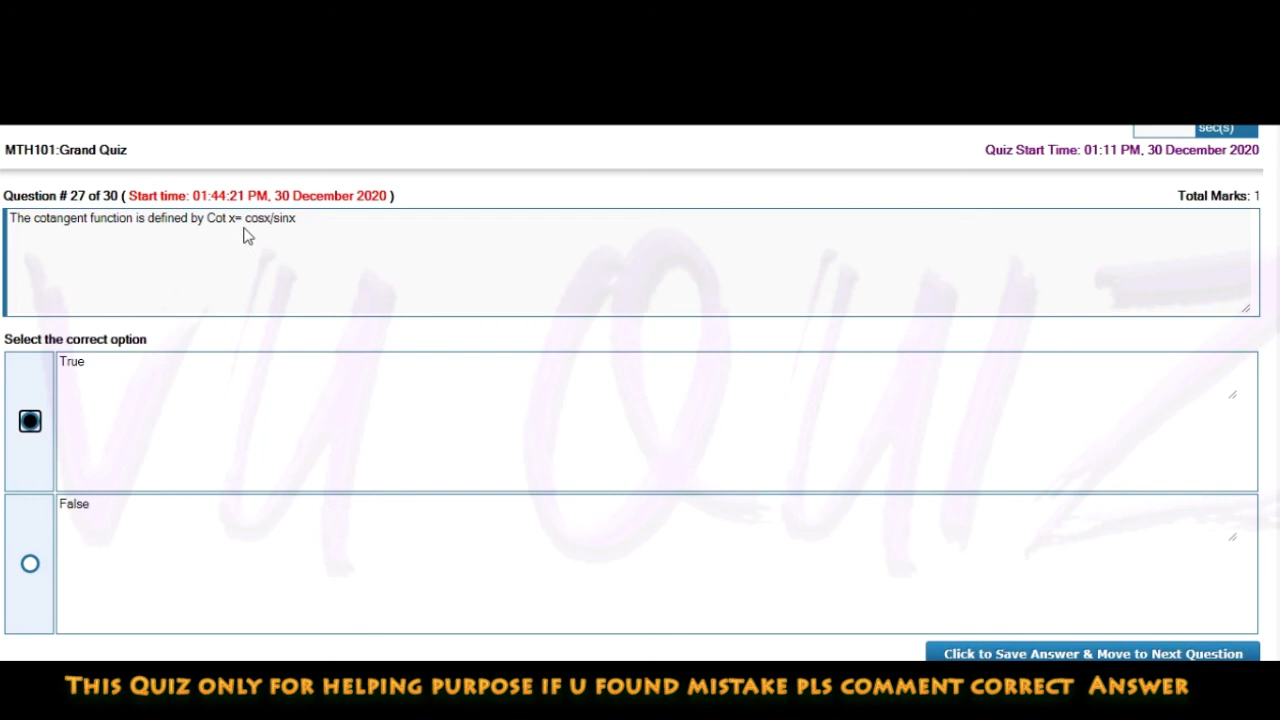 sec(s)
MTH101:Grand Quiz
Quiz Start Time: 01:11 PM, 30 December 2020
Question # 27 of 30 ( Start time: 01:44:21 PM, 30 December 2020 )
Total Marks: 1
The cotangent function is defined by Cot x= cosx/sinx
Select the correct option
True
False
VU QUIZ
Click to Save Answer & Move to Next Question
THIS QUIZ ONLY FOR HELPING PURPOSE IF U FOUND MISTAKE PLS COMMENT CORRECT ANSWER